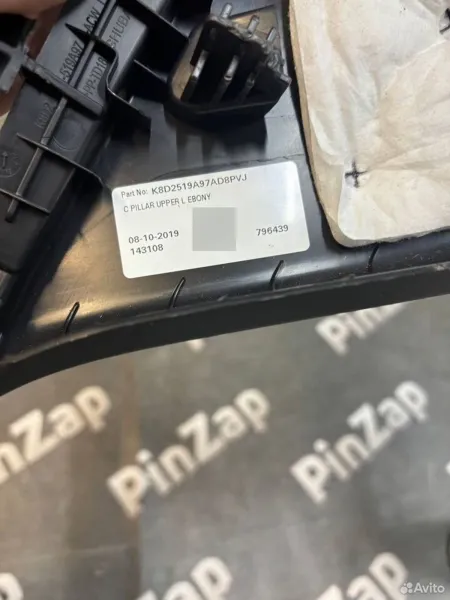 Part No: K8D2519A97AD8PVJ
C PILLAR UPPER L EBONY
08-10-2019
796439
143108
PinZap
PinZap
PinZap
PinZap
PinZap
Avito